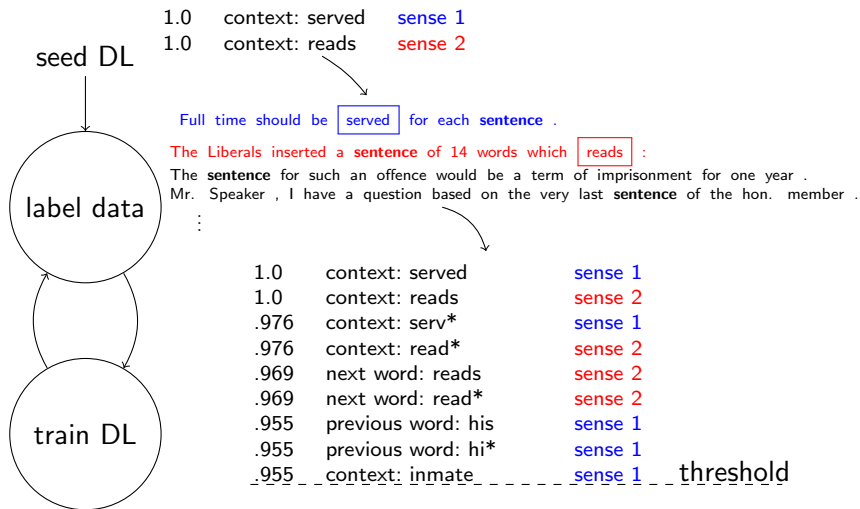 1.0 context: served sense 1
1.0 context: reads sense 2
seed DL
Full time should be served for each sentence .
The Liberals inserted a sentence of 14 words which reads :
The sentence for such an offence would be a term of imprisonment for one year .
Mr. Speaker , I have a question based on the very last sentence of the hon. member .
⋮
label data
1.0 context: served sense 1
1.0 context: reads sense 2
.976 context: serv* sense 1
.976 context: read* sense 2
.969 next word: reads sense 2
.969 next word: read* sense 2
.955 previous word: his sense 1
.955 previous word: hi* sense 1
.955 context: inmate sense 1 threshold
train DL